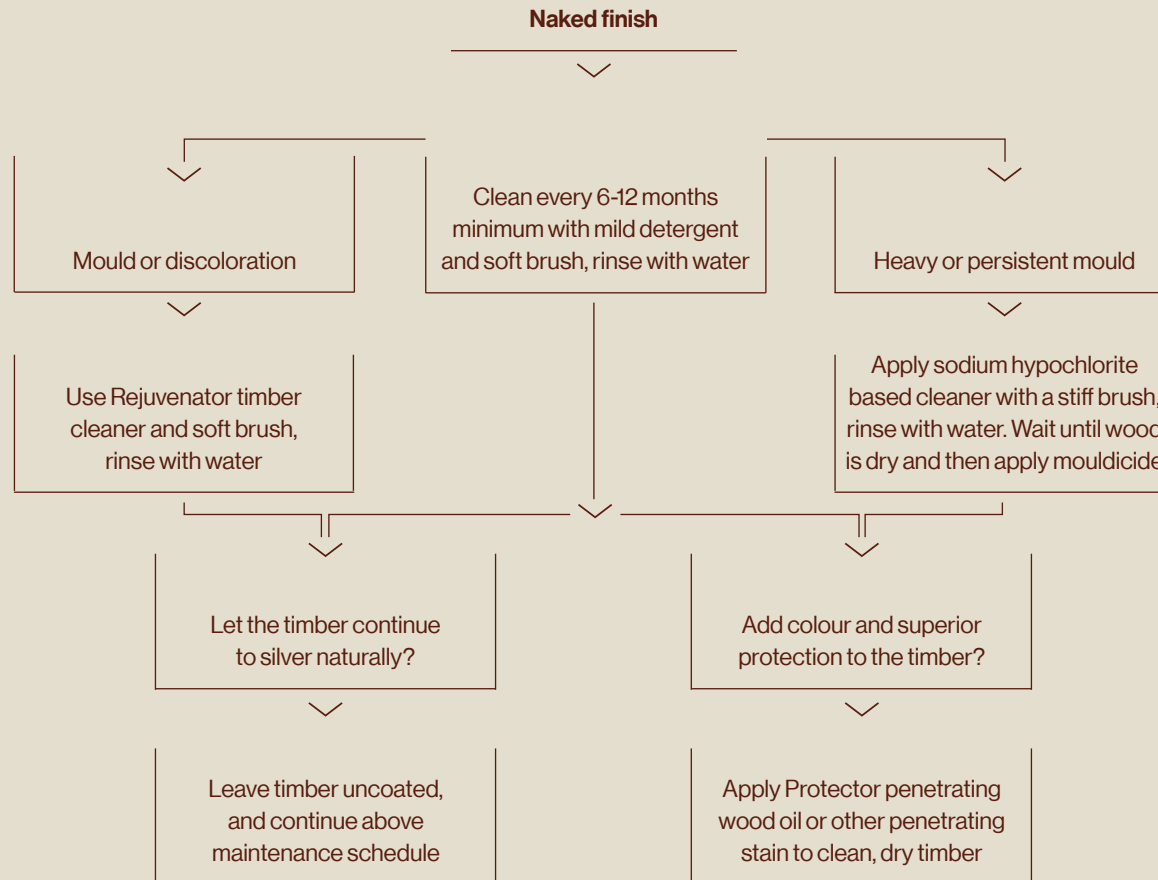 Naked finish
Clean every 6-12 months
minimum with mild detergent
and soft brush, rinse with water
Mould or discoloration
Heavy or persistent mould
Use Rejuvenator timber
cleaner and soft brush,
rinse with water
Apply sodium hypochlorite
based cleaner with a stiff brush,
rinse with water. Wait until wood
is dry and then apply mouldicide
Let the timber continue
to silver naturally?
Add colour and superior
protection to the timber?
Leave timber uncoated,
and continue above
maintenance schedule
Apply Protector penetrating
wood oil or other penetrating
stain to clean, dry timber